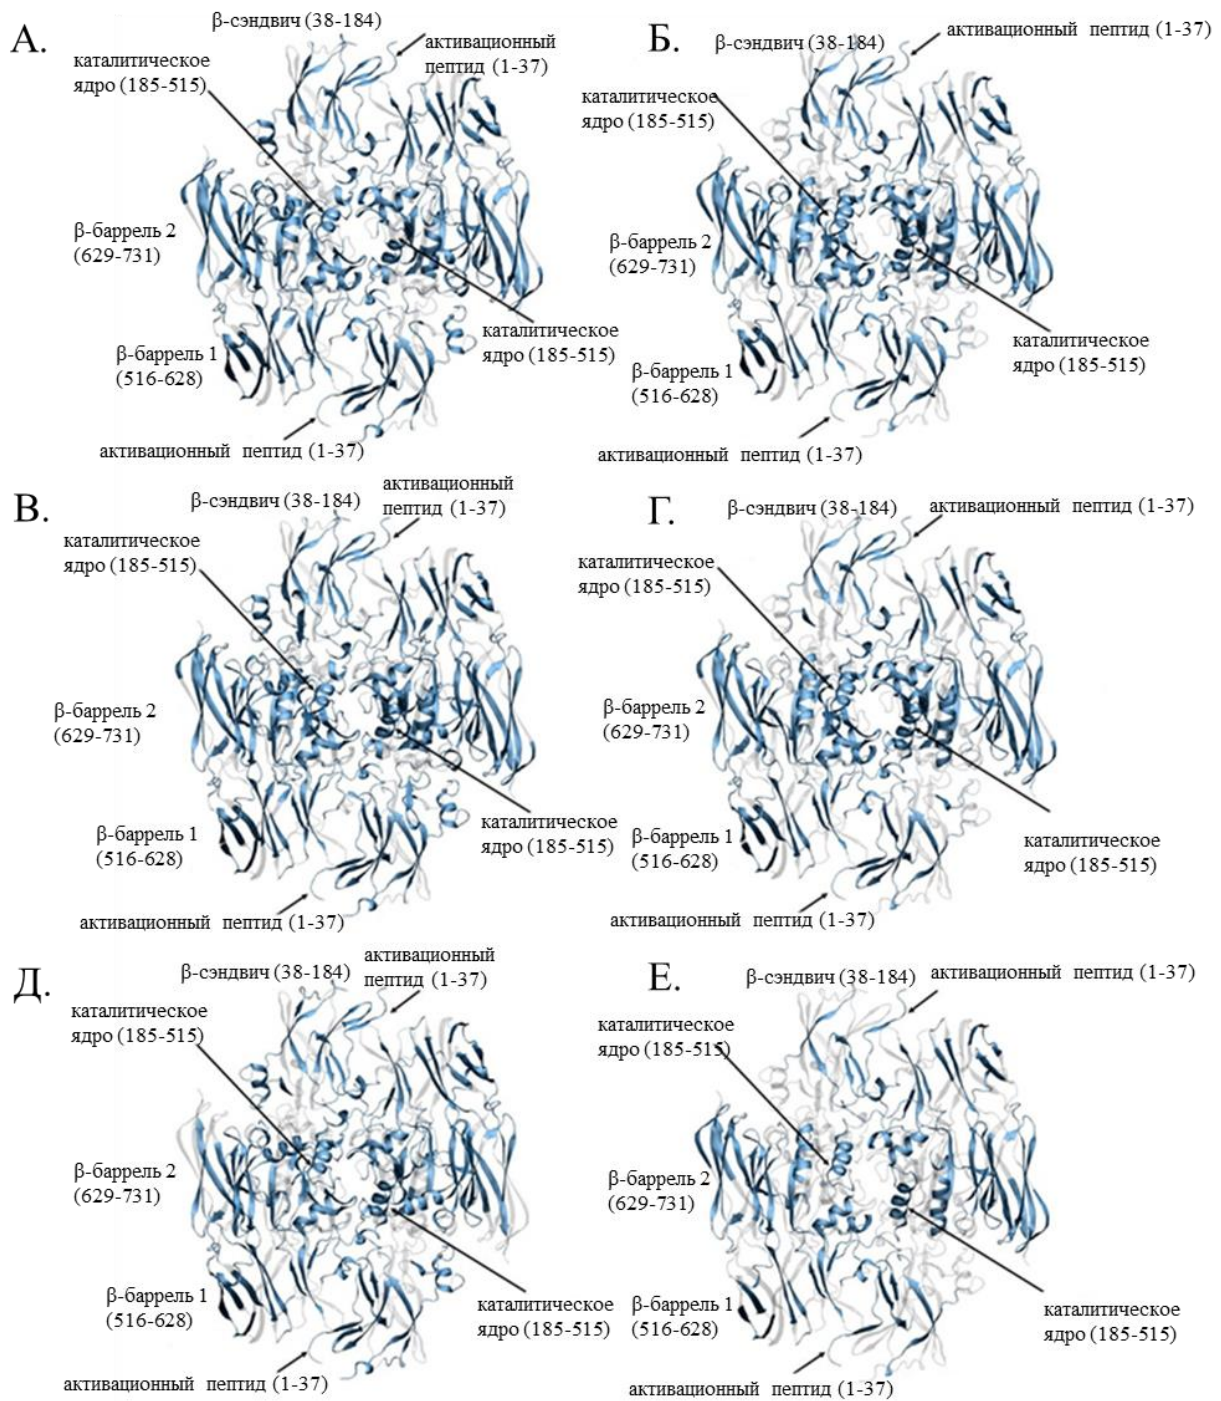 А.
β-сэндвич (38-184)
активационный
пептид (1-37)
каталитическое
ядро (185-515)
β-баррель 2
(629-731)
каталитическое
ядро (185-515)
β-баррель 1
(516-628)
активационный пептид (1-37)
Б.
β-сэндвич (38-184)
активационный пептид (1-37)
каталитическое
ядро (185-515)
β-баррель 2
(629-731)
каталитическое
ядро (185-515)
β-баррель 1
(516-628)
активационный пептид (1-37)
В.
β-сэндвич (38-184)
активационный
пептид (1-37)
каталитическое
ядро (185-515)
β-баррель 2
(629-731)
каталитическое
ядро (185-515)
β-баррель 1
(516-628)
активационный пептид (1-37)
Г.
β-сэндвич (38-184)
активационный пептид (1-37)
каталитическое
ядро (185-515)
β-баррель 2
(629-731)
каталитическое
ядро (185-515)
β-баррель 1
(516-628)
активационный пептид (1-37)
Д.
β-сэндвич (38-184)
активационный
пептид (1-37)
каталитическое
ядро (185-515)
β-баррель 2
(629-731)
β-баррель 1
(516-628)
каталитическое
ядро (185-515)
активационный пептид (1-37)
Е.
β-сэндвич (38-184)
активационный пептид (1-37)
каталитическое
ядро (185-515)
β-баррель 2
(629-731)
β-баррель 1
(516-628)
каталитическое
ядро (185-515)
активационный пептид (1-37)